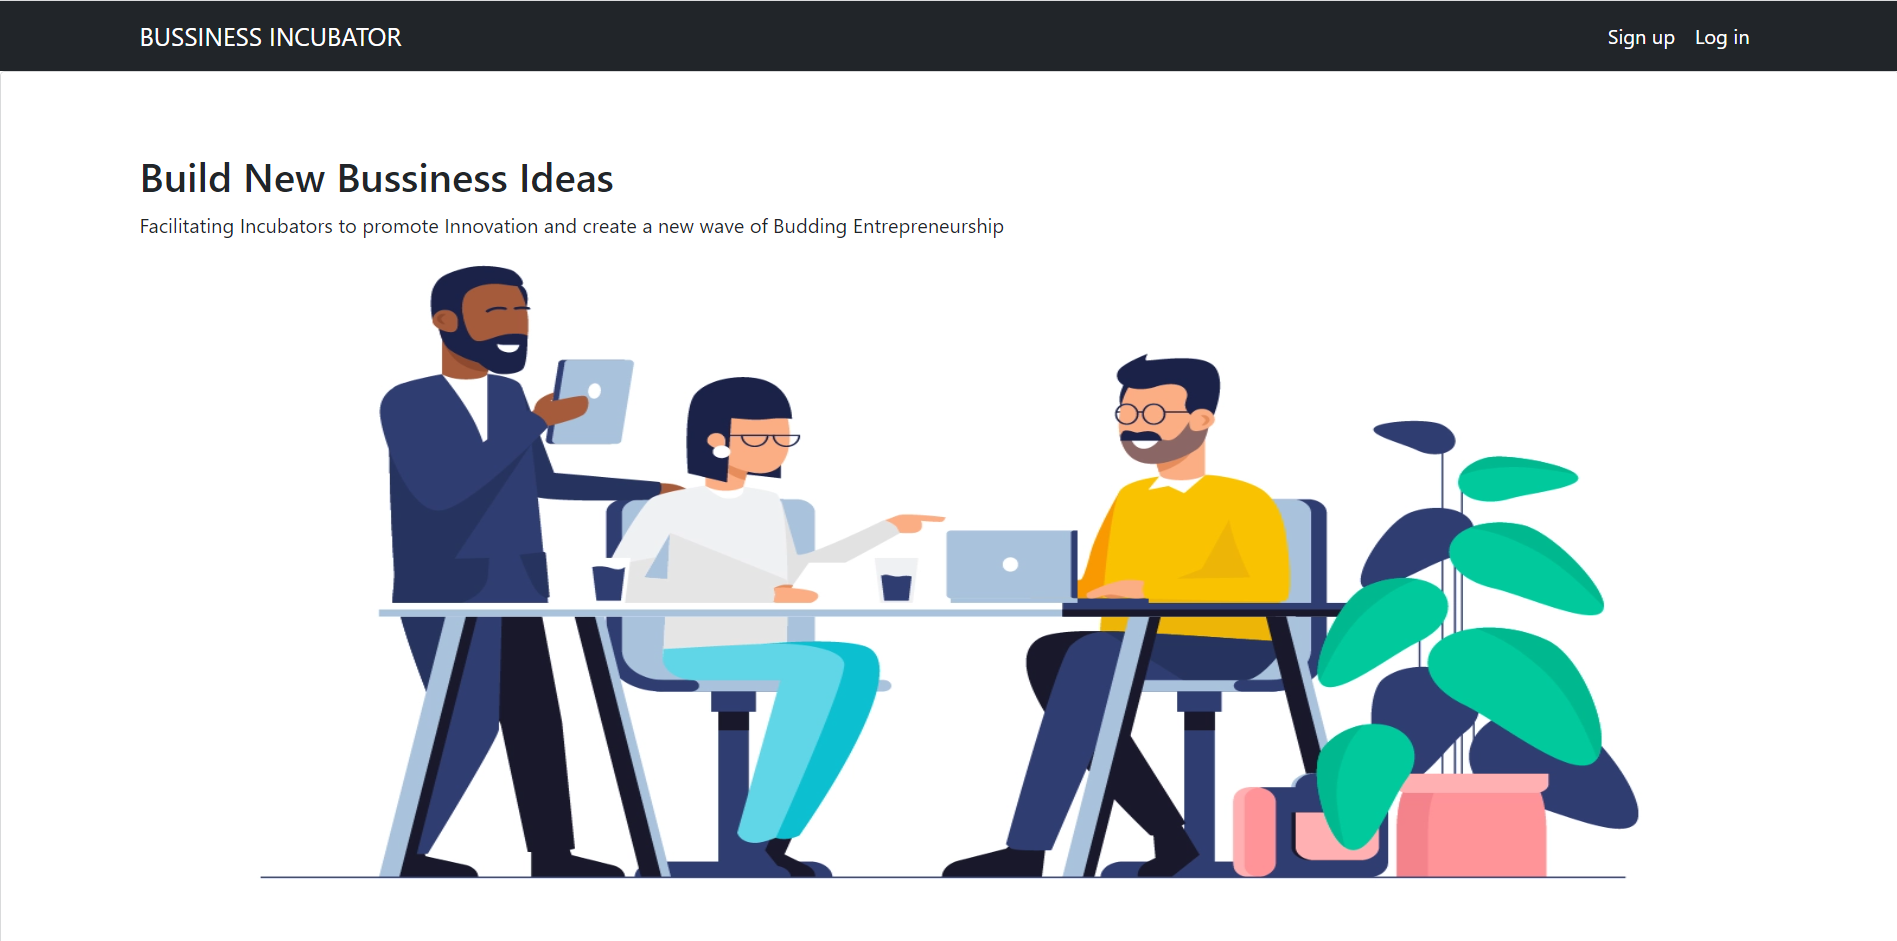 BUSSINESS INCUBATOR
Sign up
Log in
Build New Bussiness Ideas
Facilitating Incubators to promote Innovation and create a new wave of Budding Entrepreneurship